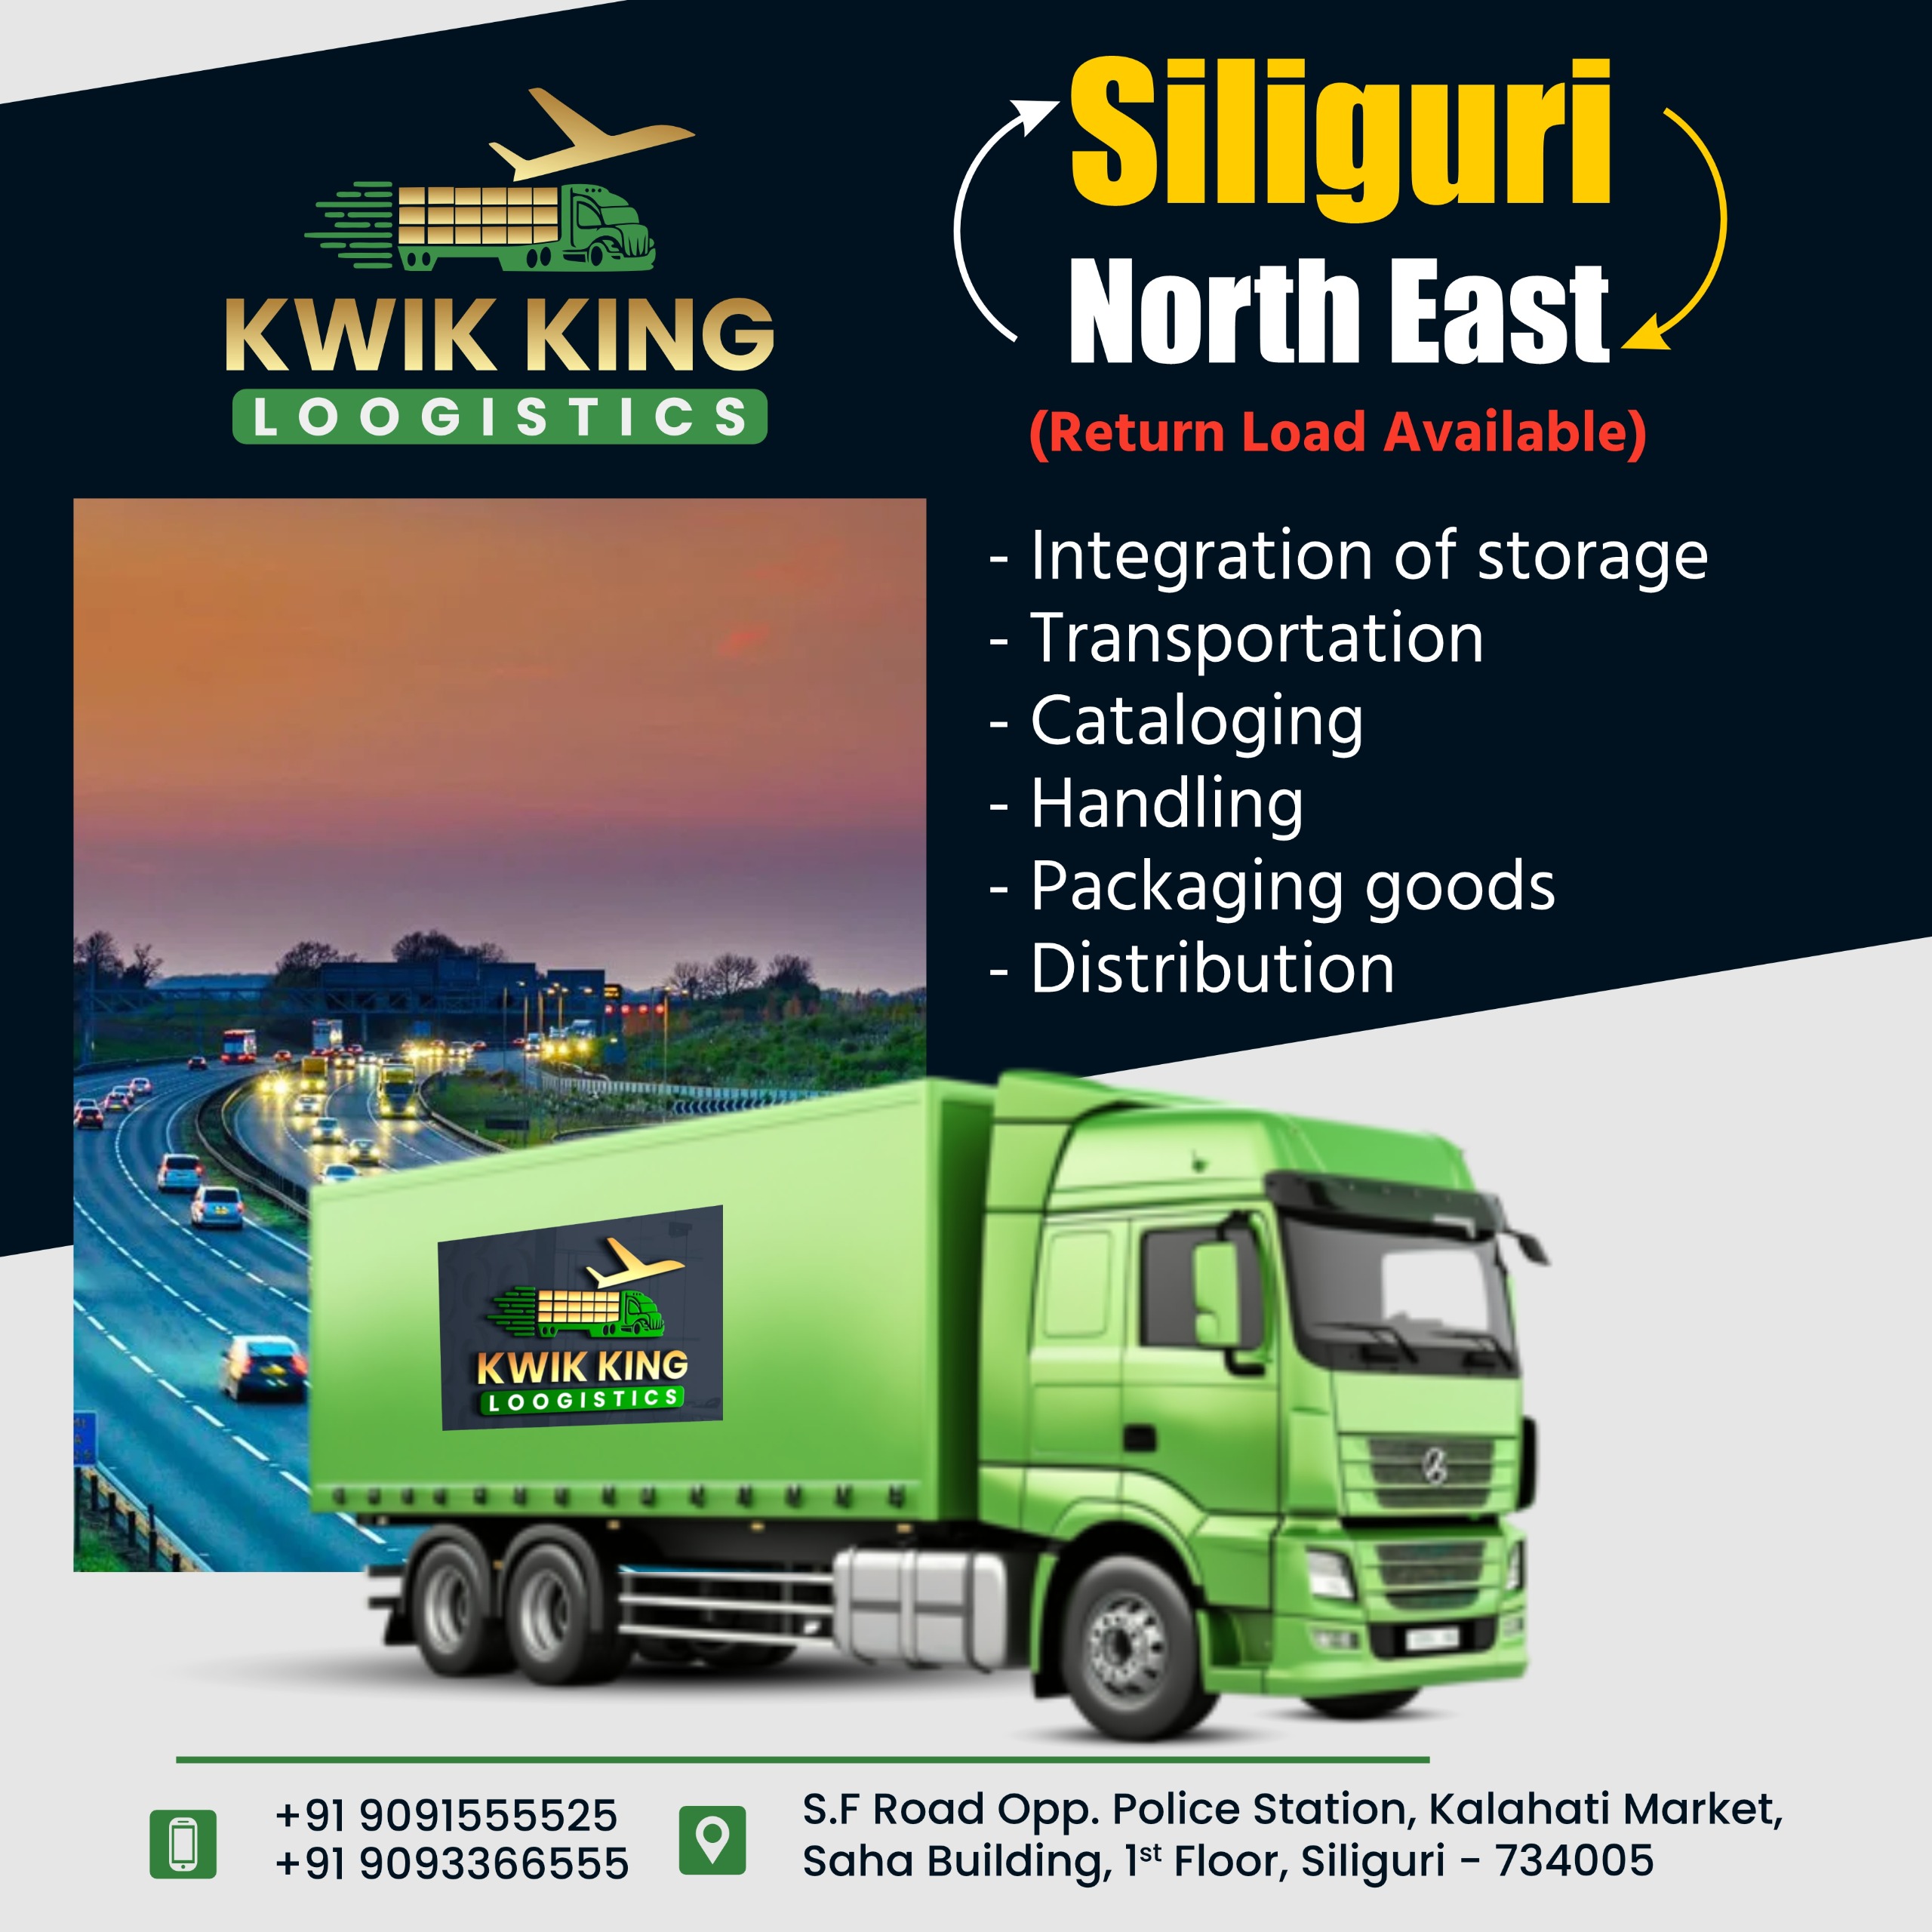 KWIK KING
LOOGISTICS
Siliguri
North East
(Return Load Available)
- Integration of storage
- Transportation
- Cataloging
- Handling
- Packaging goods
- Distribution
KWIK KING
LOOGISTICS
+91 9091555525
+91 9093366555
S.F Road Opp. Police Station, Kalahati Market,
Saha Building, 1st Floor, Siliguri - 734005